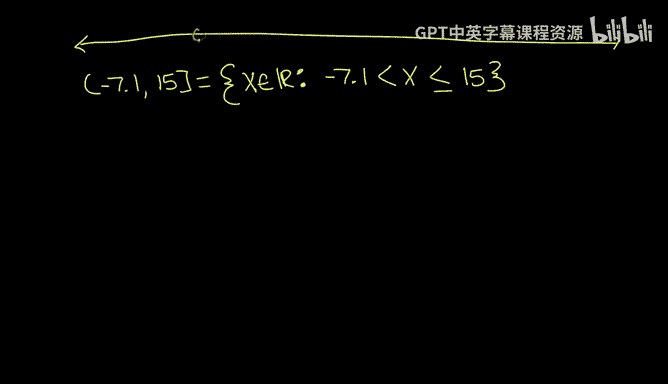 GPT中英字幕课程资源 bilibili
(-7.1, 15] = {x∈ℝ: -7.1 < x ≤ 15}